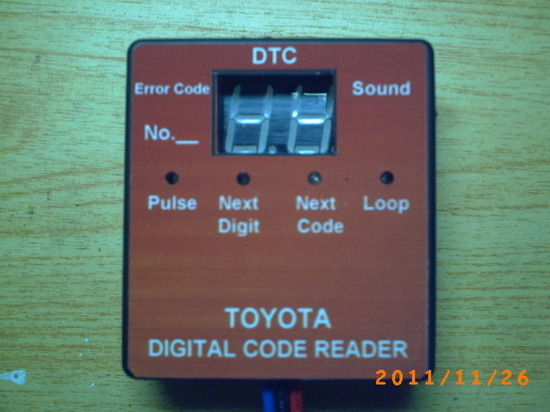 DTC
Error Code
Sound
No.__
Pulse
Next Digit
Next Code
Loop
TOYOTA
DIGITAL CODE READER
2011/11/26